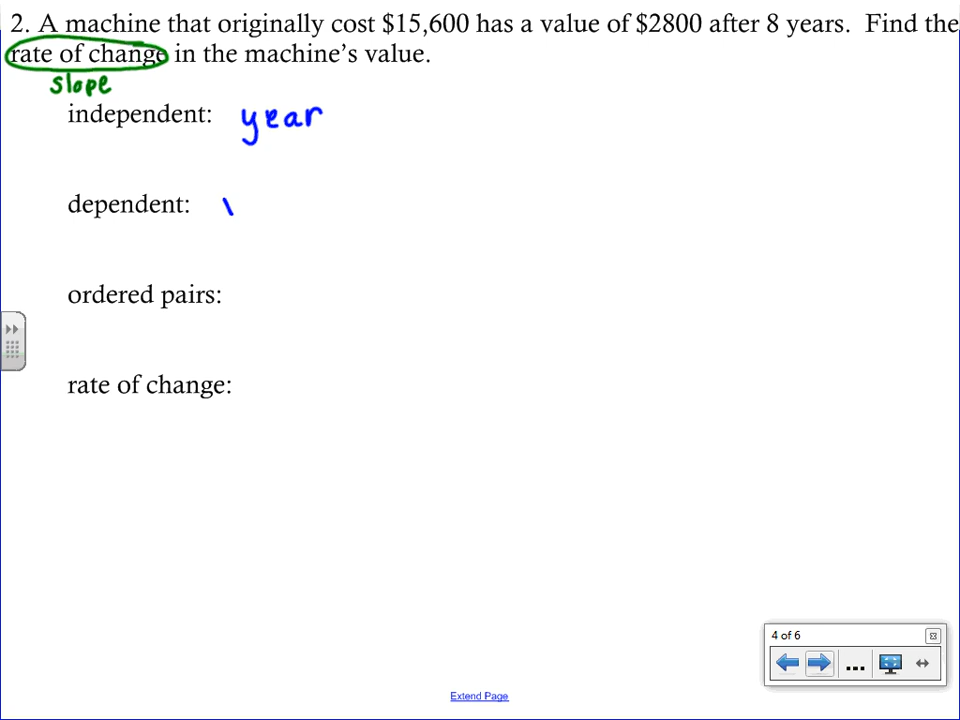 2. A machine that originally cost $15,600 has a value of $2800 after 8 years. Find the
rate of change in the machine's value.
slope
independent: year
dependent:
ordered pairs:
rate of change:
4 of 6
...
Extend Page